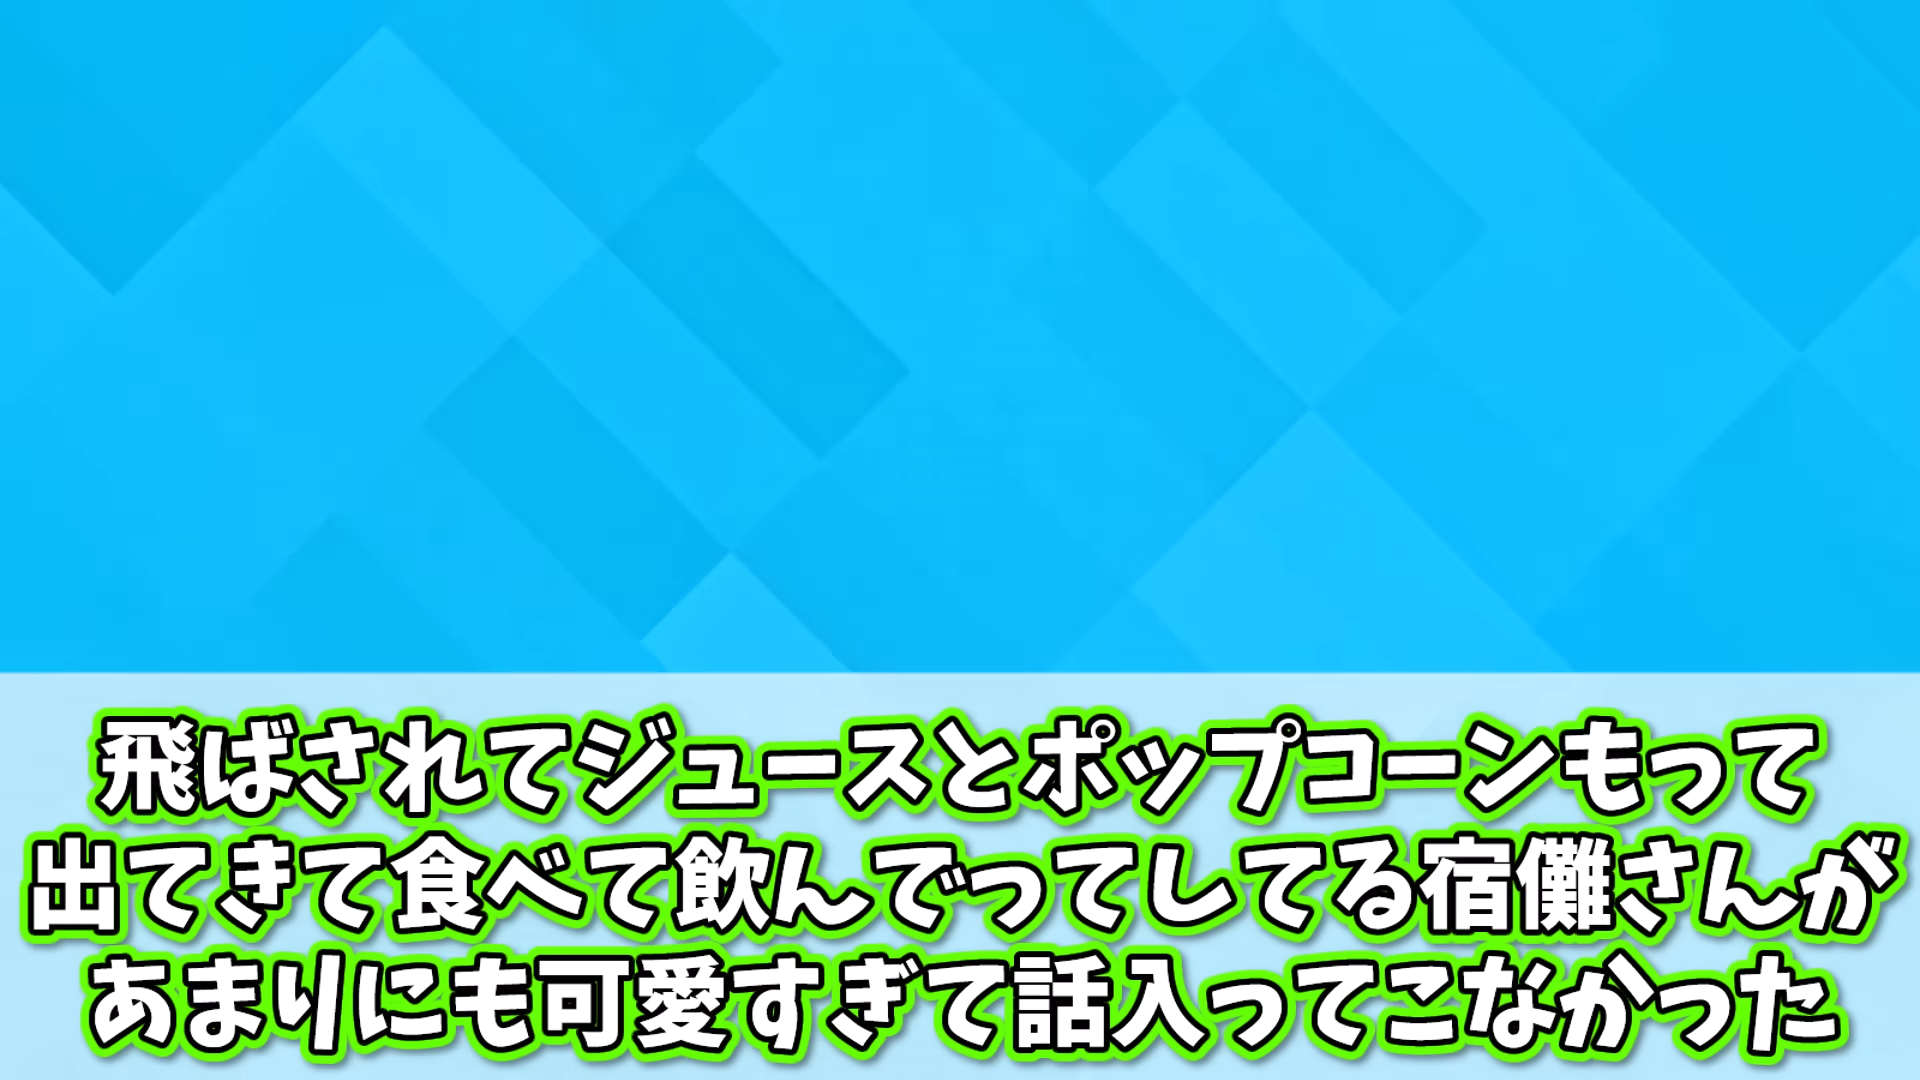 飛ばされてジュースとポップコーンもって
出てきて食べて飲んでってしてる宿儺さんが
あまりにも可愛すぎて話入ってこなかった